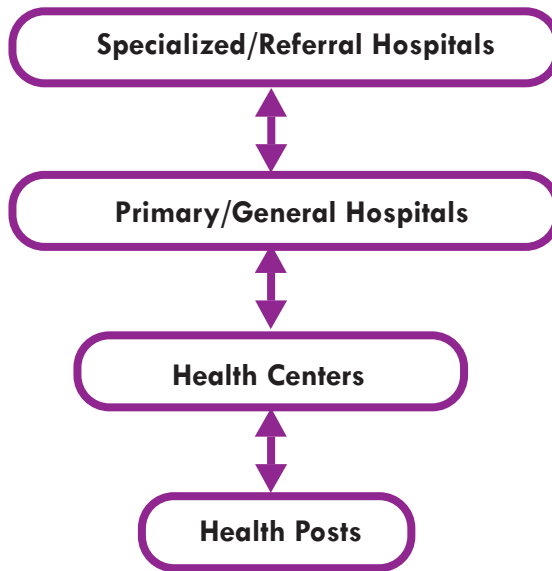 Specialized/Referral Hospitals
Primary/General Hospitals
Health Centers
Health Posts